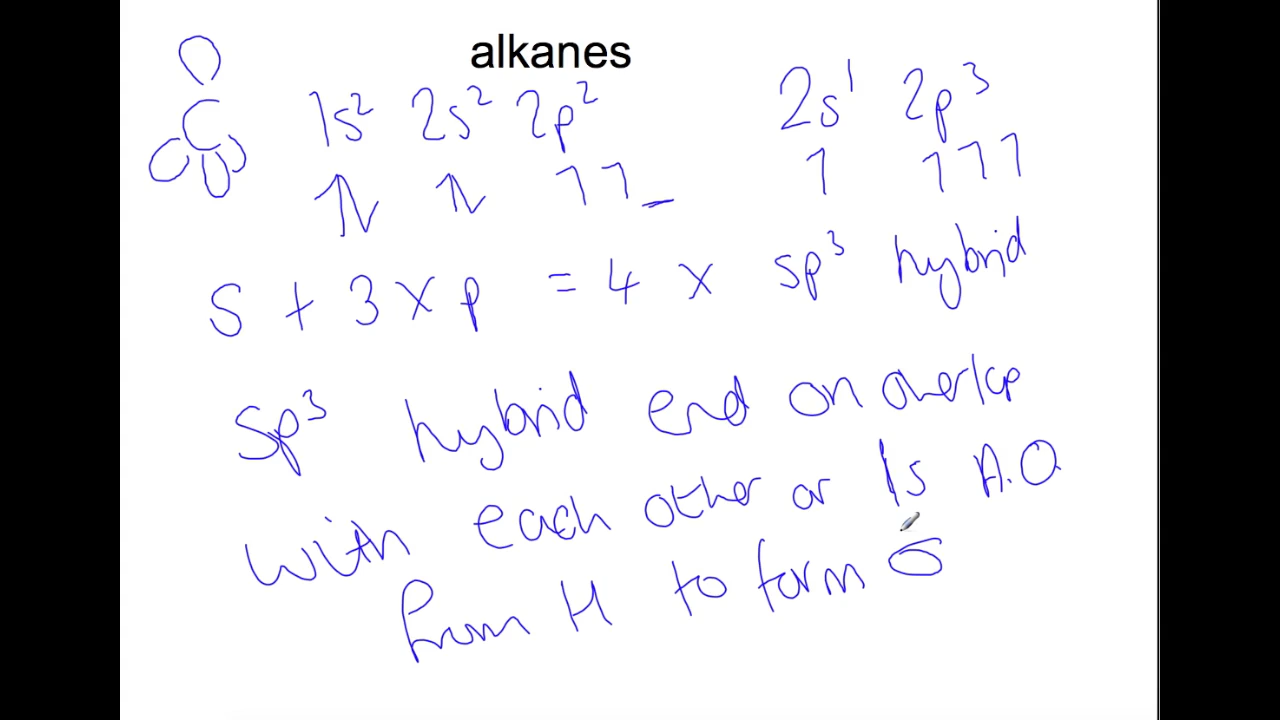 alkanes
C
1s² 2s² 2p² 2s¹ 2p³
↑↓ ↑↓ ↑ ↑ _ ↑ ↑ ↑ ↑
s + 3 x p = 4 x sp³ hybrid
sp³ hybrid end on overlap
with each other or 1s A.O
from H to form σ